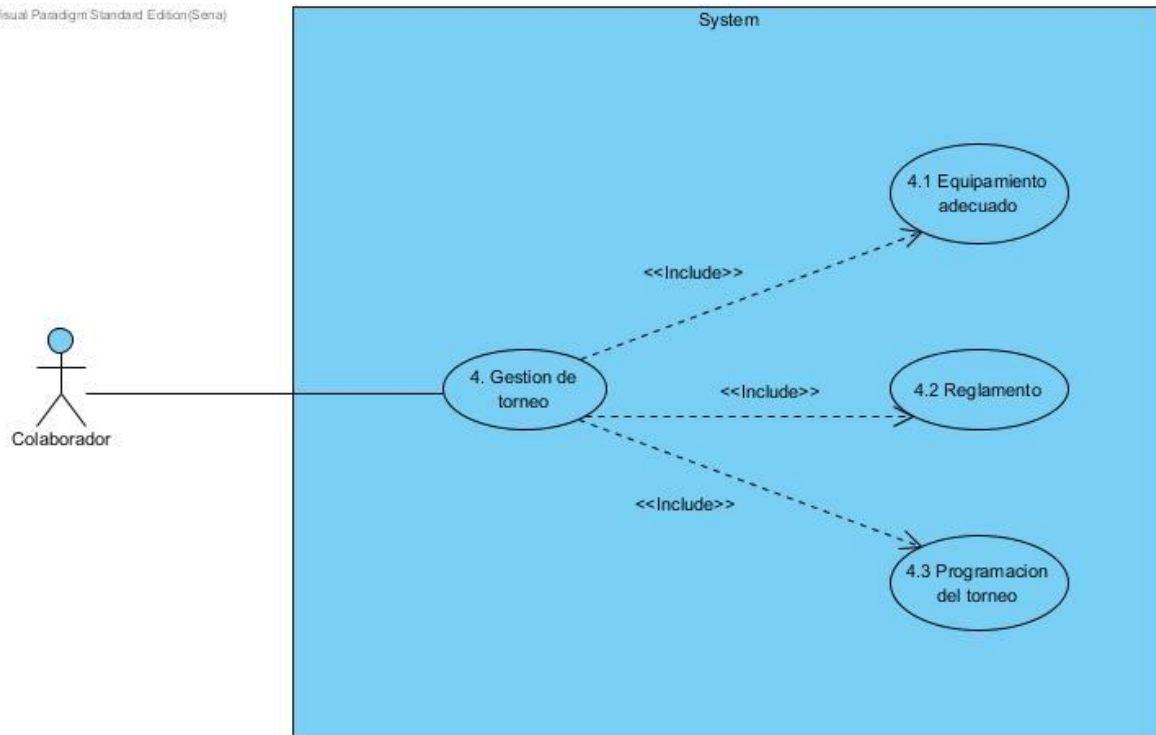 Visual Paradigm Standard Edition(Sena)
System
4.1 Equipamiento
adecuado
<<Include>>
4. Gestion de
torneo
<<Include>>
4.2 Reglamento
Colaborador
<<Include>>
4.3 Programacion
del torneo